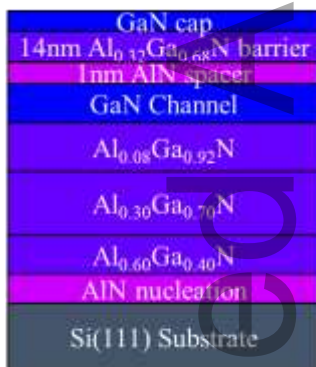 GaN cap
14nm Al0.32Ga0.68N barrier
1nm AlN spacer
GaN Channel
Al0.08Ga0.92N
Al0.30Ga0.70N
Al0.60Ga0.40N
AlN nucleation
Si(111) Substrate
ed A